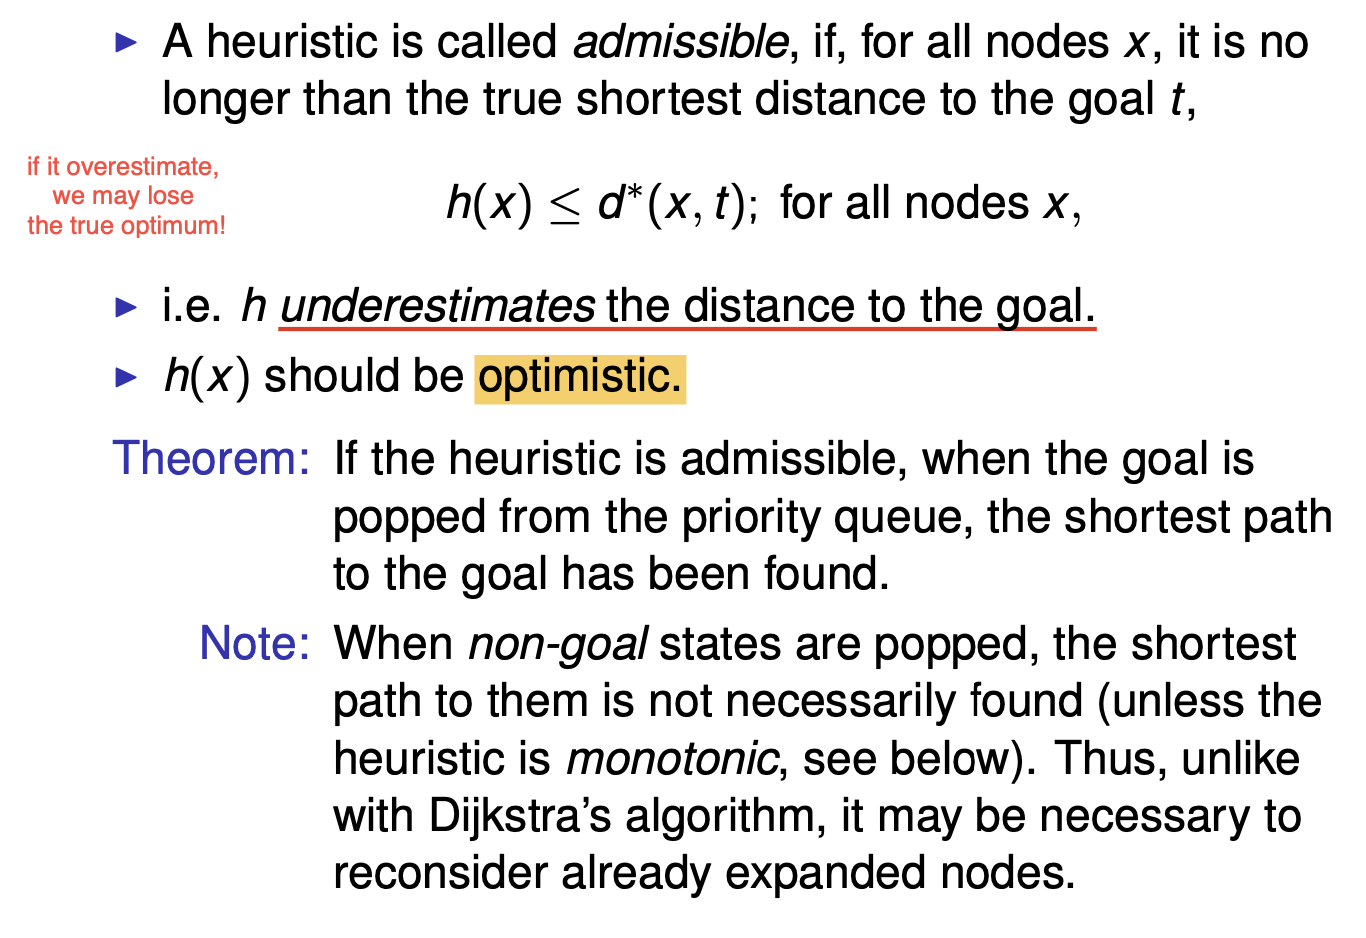 ▶ A heuristic is called admissible, if, for all nodes x, it is no
longer than the true shortest distance to the goal t,
if it overestimate,
we may lose
the true optimum!
h(x) ≤ d*(x, t); for all nodes x,
▶ i.e. h underestimates the distance to the goal.
▶ h(x) should be optimistic.
Theorem: If the heuristic is admissible, when the goal is
popped from the priority queue, the shortest path
to the goal has been found.
Note: When non-goal states are popped, the shortest
path to them is not necessarily found (unless the
heuristic is monotonic, see below). Thus, unlike
with Dijkstra's algorithm, it may be necessary to
reconsider already expanded nodes.